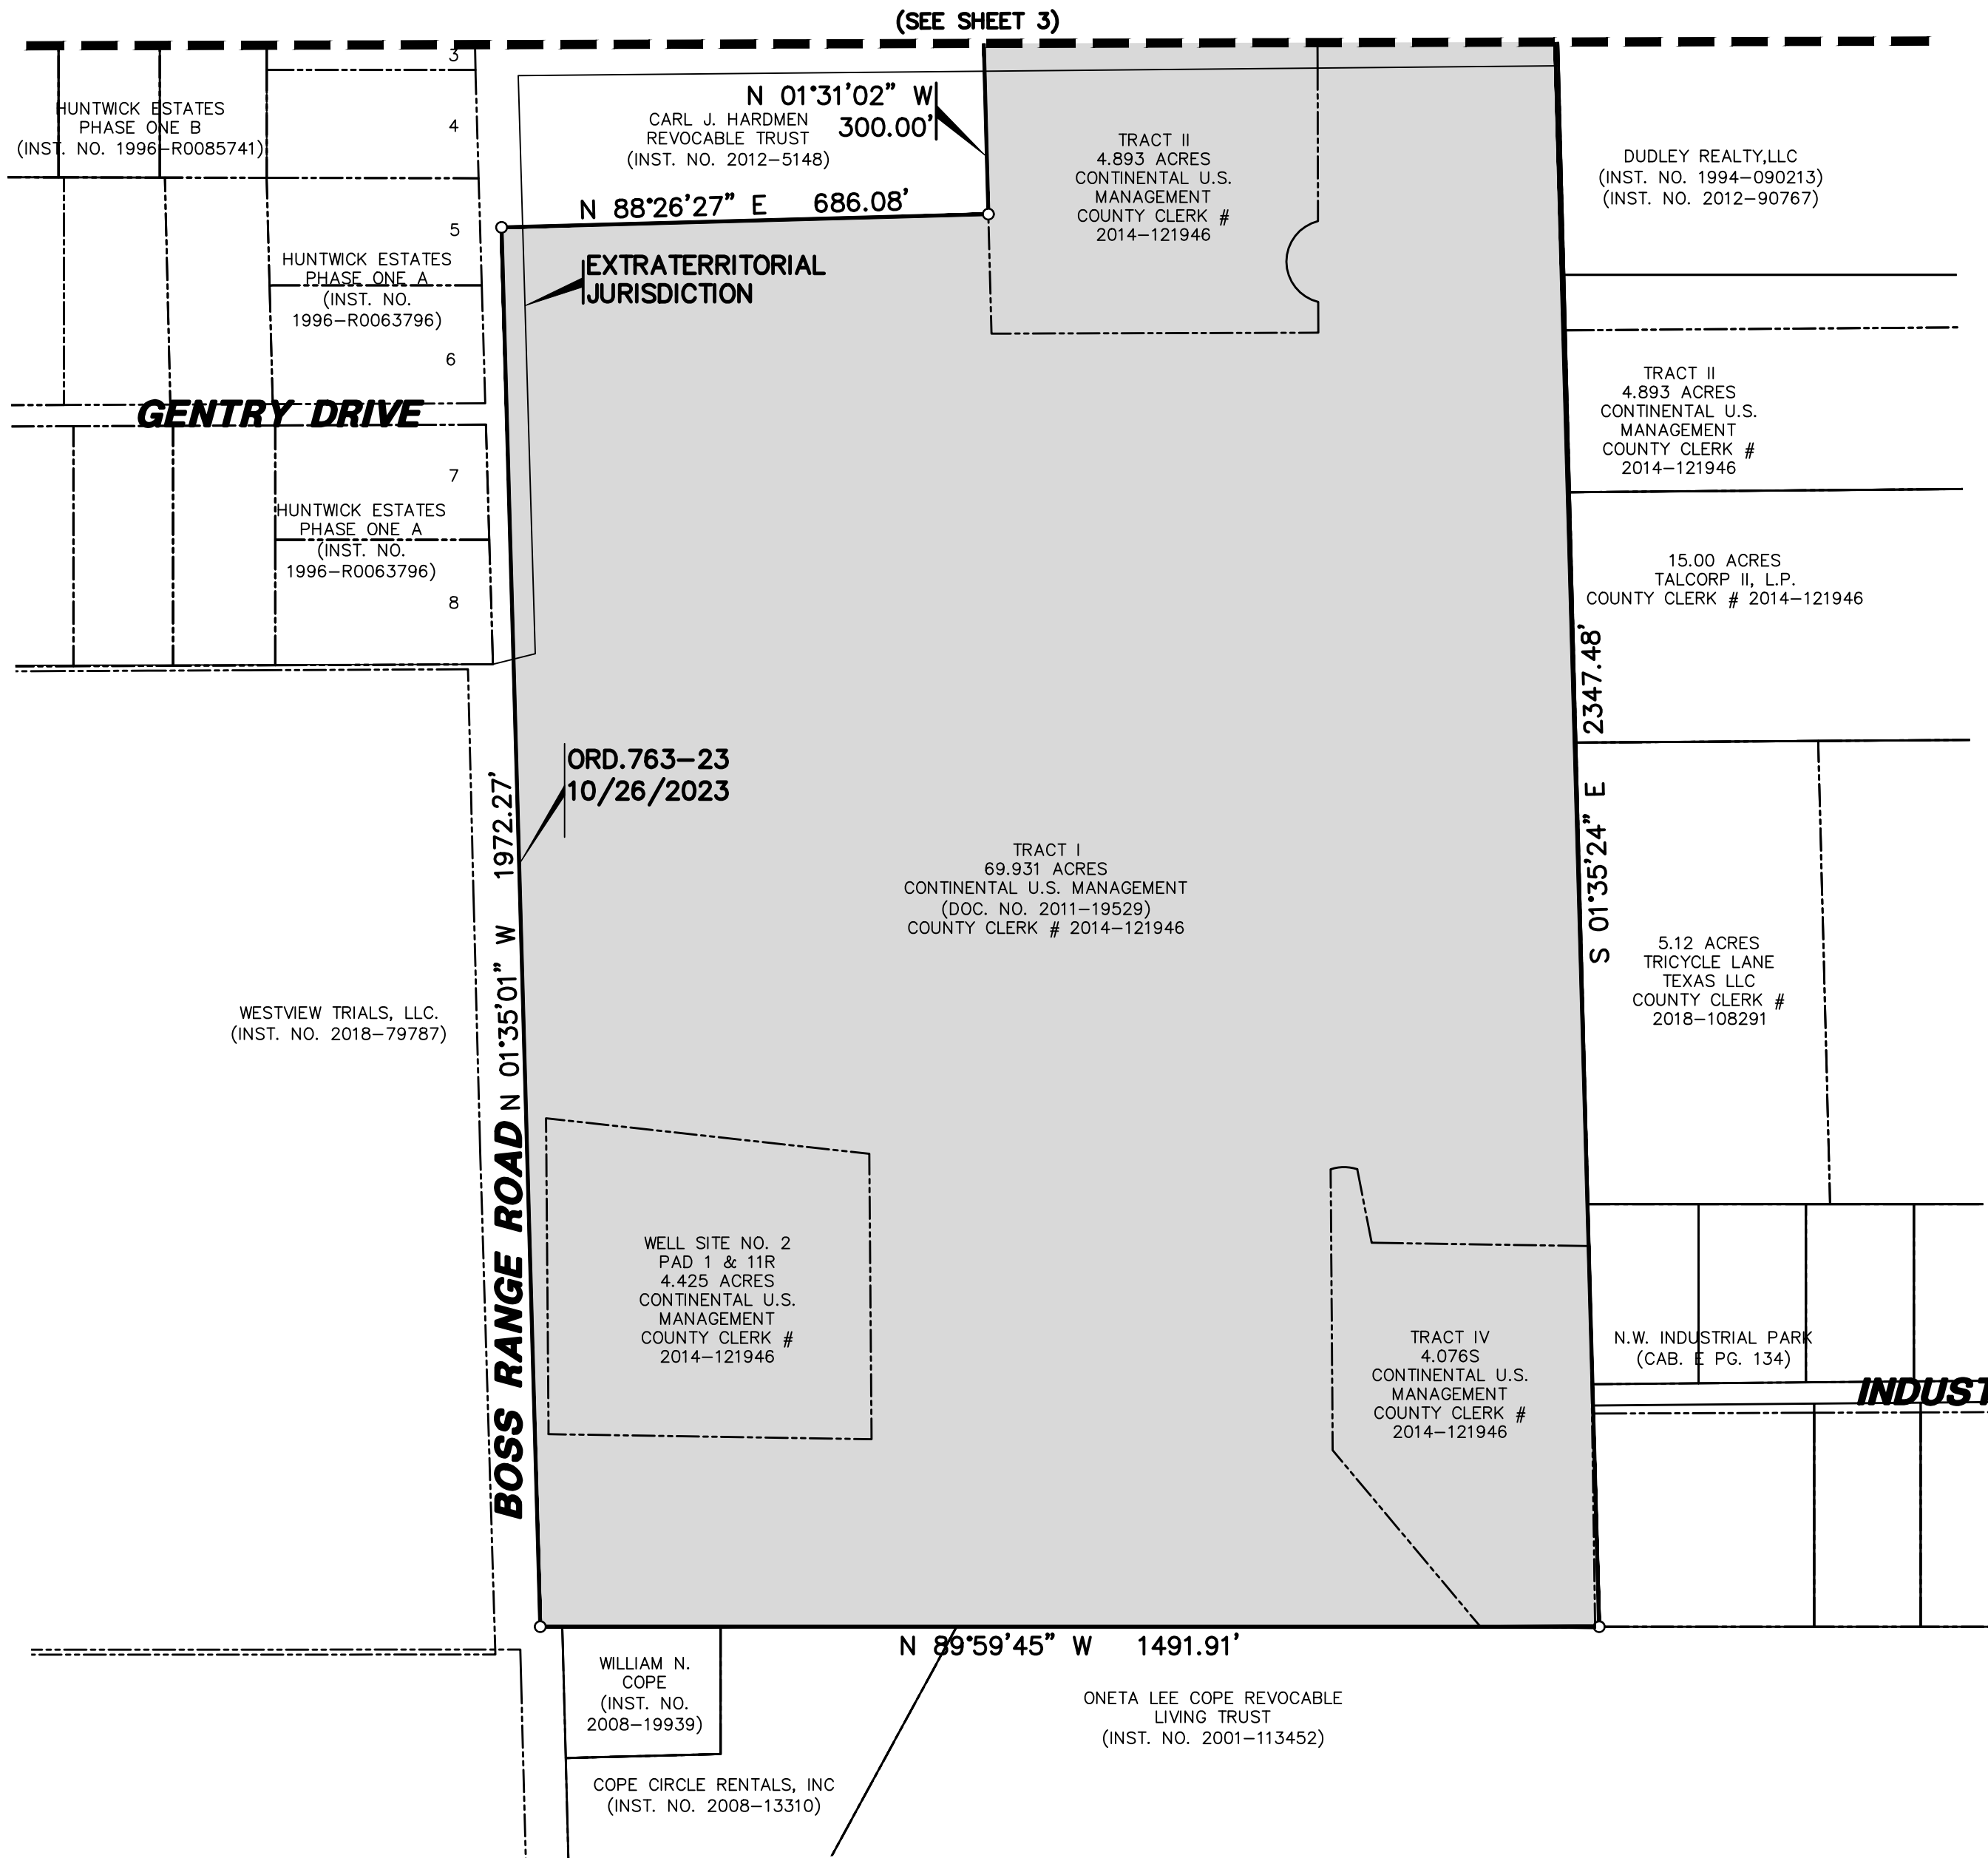 (SEE SHEET 3)
3
HUNTWICK ESTATES
PHASE ONE B
(INST. NO. 1996-R0085741)
4
N 01°31'02" W
300.00'
CARL J. HARDMEN
REVOCABLE TRUST
(INST. NO. 2012-5148)
TRACT II
4.893 ACRES
CONTINENTAL U.S.
MANAGEMENT
COUNTY CLERK #
2014-121946
DUDLEY REALTY,LLC
(INST. NO. 1994-090213)
(INST. NO. 2012-90767)
N 88°26'27" E 686.08'
5
HUNTWICK ESTATES
PHASE ONE A
(INST. NO.
1996-R0063796)
EXTRATERRITORIAL
JURISDICTION
6
GENTRY DRIVE
TRACT II
4.893 ACRES
CONTINENTAL U.S.
MANAGEMENT
COUNTY CLERK #
2014-121946
7
HUNTWICK ESTATES
PHASE ONE A
(INST. NO.
1996-R0063796)
8
15.00 ACRES
TALCORP II, L.P.
COUNTY CLERK # 2014-121946
S 01°35'24" E 2347.48'
ORD.763-23
10/26/2023
BOSS RANGE ROAD
N 01°35'01" W 1972.27'
TRACT I
69.931 ACRES
CONTINENTAL U.S. MANAGEMENT
(DOC. NO. 2011-19529)
COUNTY CLERK # 2014-121946
5.12 ACRES
TRICYCLE LANE
TEXAS LLC
COUNTY CLERK #
2018-108291
WESTVIEW TRIALS, LLC.
(INST. NO. 2018-79787)
WELL SITE NO. 2
PAD 1 & 11R
4.425 ACRES
CONTINENTAL U.S.
MANAGEMENT
COUNTY CLERK #
2014-121946
TRACT IV
4.076S
CONTINENTAL U.S.
MANAGEMENT
COUNTY CLERK #
2014-121946
N.W. INDUSTRIAL PARK
(CAB. E PG. 134)
INDUST
N 89°59'45" W 1491.91'
WILLIAM N.
COPE
(INST. NO.
2008-19939)
ONETA LEE COPE REVOCABLE
LIVING TRUST
(INST. NO. 2001-113452)
COPE CIRCLE RENTALS, INC
(INST. NO. 2008-13310)